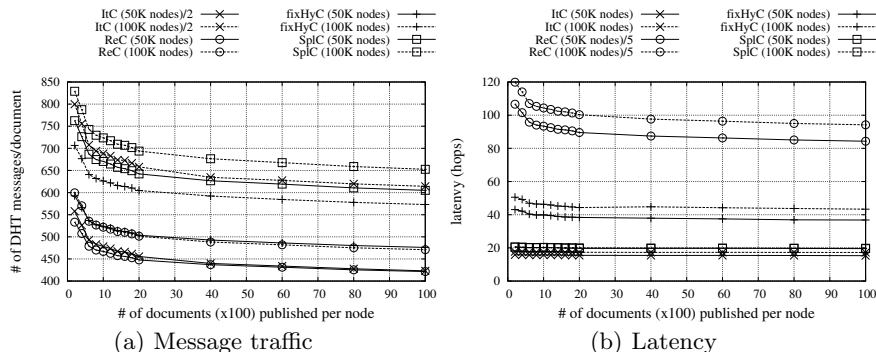 ItC (50K nodes)/2
ItC (100K nodes)/2
ReC (50K nodes)
ReC (100K nodes)
fixHyC (50K nodes)
fixHyC (100K nodes)
SplC (50K nodes)
SplC (100K nodes)
850
800
750
700
650
600
550
500
450
400
# of DHT messages/document
0 10 20 30 40 50 60 70 80 90 100
# of documents (x100) published per node
(a) Message traffic
ItC (50K nodes)
ItC (100K nodes)
ReC (50K nodes)/5
ReC (100K nodes)/5
fixHyC (50K nodes)
fixHyC (100K nodes)
SplC (50K nodes)
SplC (100K nodes)
120
100
80
60
40
20
0
latenvy (hops)
0 10 20 30 40 50 60 70 80 90 100
# of documents (x100) published per node
(b) Latency